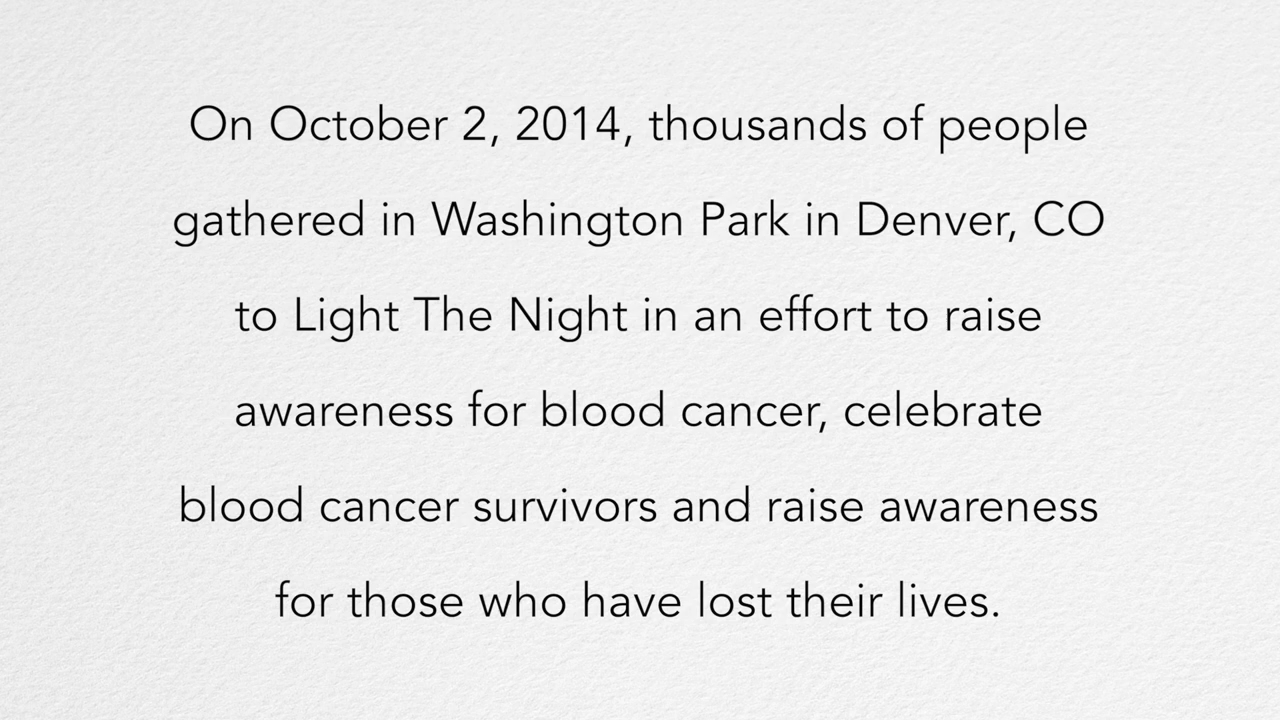 On October 2, 2014, thousands of people
gathered in Washington Park in Denver, CO
to Light The Night in an effort to raise
awareness for blood cancer, celebrate
blood cancer survivors and raise awareness
for those who have lost their lives.